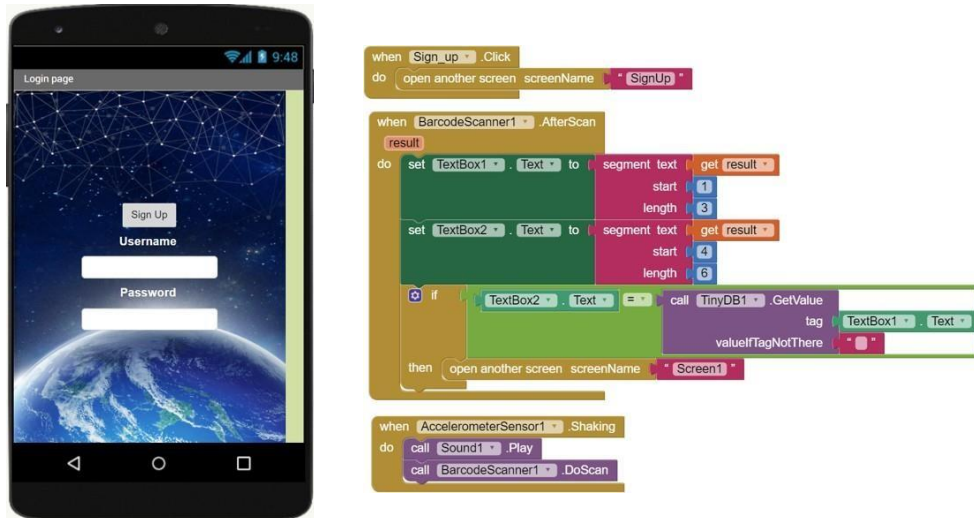 9:48
Login page
Sign Up
Username
Password
when Sign_up .Click
do open another screen screenName " SignUp "
when BarcodeScanner1 .AfterScan
result
do set TextBox1 . Text to segment text get result
start 1
length 3
set TextBox2 . Text to segment text get result
start 4
length 6
if TextBox2 . Text = call TinyDB1 .GetValue
tag TextBox1 . Text
valueIfTagNotThere " "
then open another screen screenName " Screen1 "
when AccelerometerSensor1 .Shaking
do call Sound1 .Play
call BarcodeScanner1 .DoScan